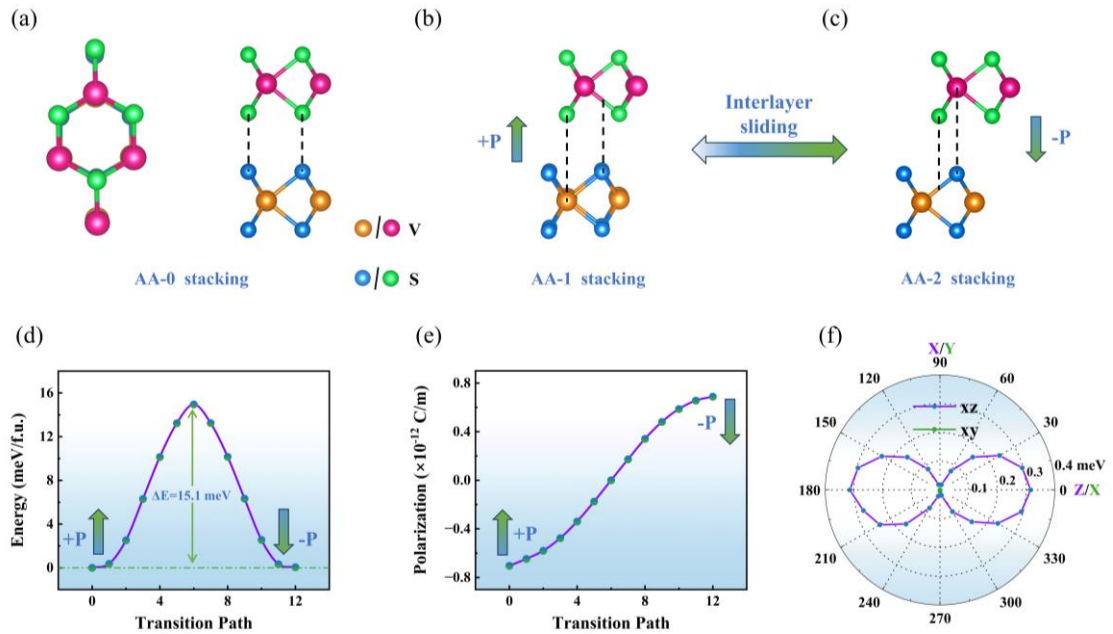 (a)
(b)
(c)
+P
Interlayer
sliding
-P
/ V
/ S
AA-0 stacking
AA-1 stacking
AA-2 stacking
(d)
Energy (meV/f.u.)
16
12
8
4
0
ΔE=15.1 meV
+P
-P
0 4 8 12
Transition Path
(e)
Polarization (×10⁻¹² C/m)
0.8
0.4
0.0
−0.4
−0.8
-P
+P
0 4 8 12
Transition Path
(f)
X/Y
90
120 60
150 30
180 0
210 330
240 300
270
xz
xy
0.1 0.2 0.3 0.4 meV
Z/X